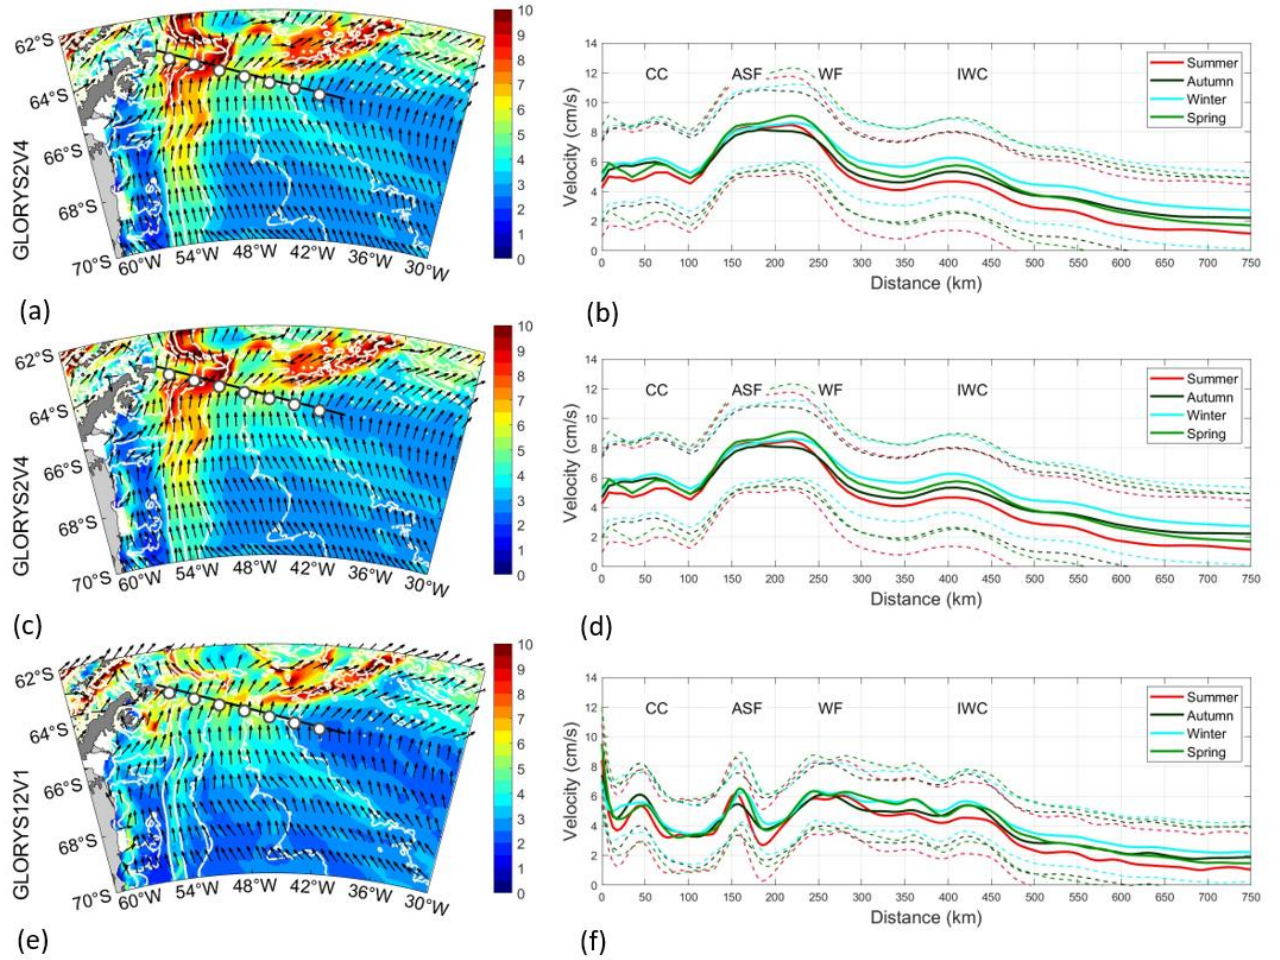 GLORYS2V4
62°S
64°S
66°S
68°S
70°S
60°W
54°W
48°W
42°W
36°W
30°W
10
9
8
7
6
5
4
3
2
1
0
(a)
Velocity (cm/s)
14
12
10
8
6
4
2
0
CC
ASF
WF
IWC
Summer
Autumn
Winter
Spring
0 50 100 150 200 250 300 350 400 450 500 550 600 650 700 750
Distance (km)
(b)
GLORYS2V4
62°S
64°S
66°S
68°S
70°S
60°W
54°W
48°W
42°W
36°W
30°W
10
9
8
7
6
5
4
3
2
1
0
(c)
Velocity (cm/s)
14
12
10
8
6
4
2
0
CC
ASF
WF
IWC
Summer
Autumn
Winter
Spring
0 50 100 150 200 250 300 350 400 450 500 550 600 650 700 750
Distance (km)
(d)
GLORYS12V1
62°S
64°S
66°S
68°S
70°S
60°W
54°W
48°W
42°W
36°W
30°W
10
9
8
7
6
5
4
3
2
1
0
(e)
Velocity (cm/s)
14
12
10
8
6
4
2
0
CC
ASF
WF
IWC
Summer
Autumn
Winter
Spring
0 50 100 150 200 250 300 350 400 450 500 550 600 650 700 750
Distance (km)
(f)